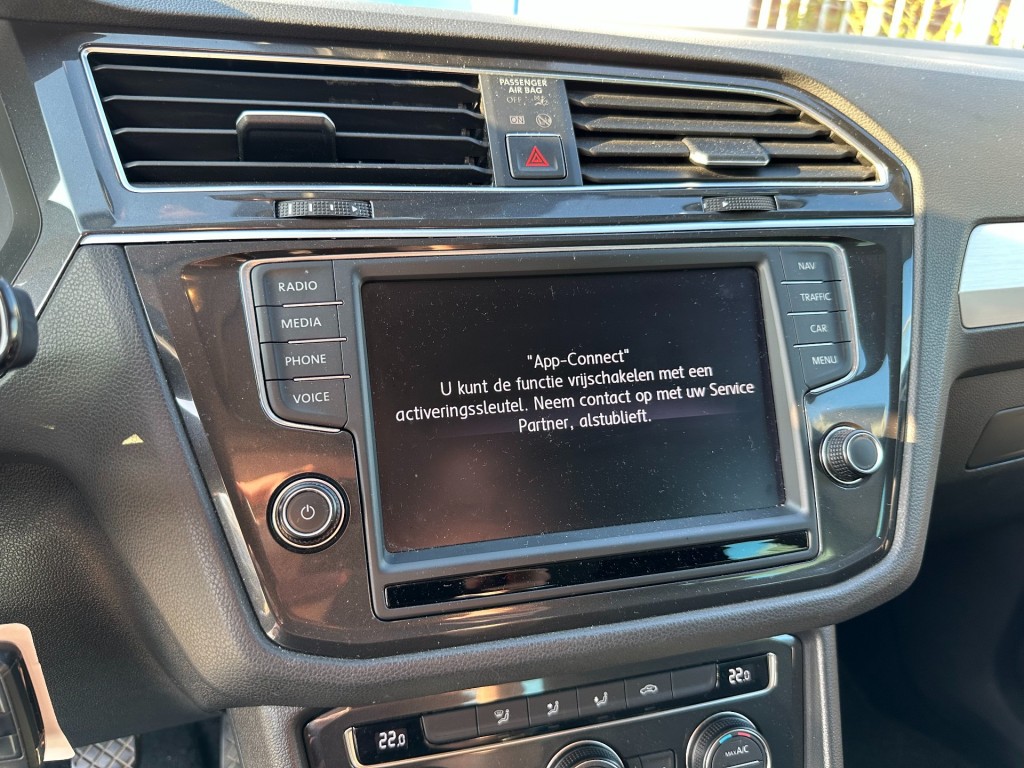 PASSENGER
AIR BAG
OFF
RADIO
MEDIA
PHONE
VOICE
NAV
TRAFFIC
CAR
MENU
"App-Connect"
U kunt de functie vrijschakelen met een
activeringssleutel. Neem contact op met uw Service
Partner, alstublieft.
22.0
22.0
MAX A/C